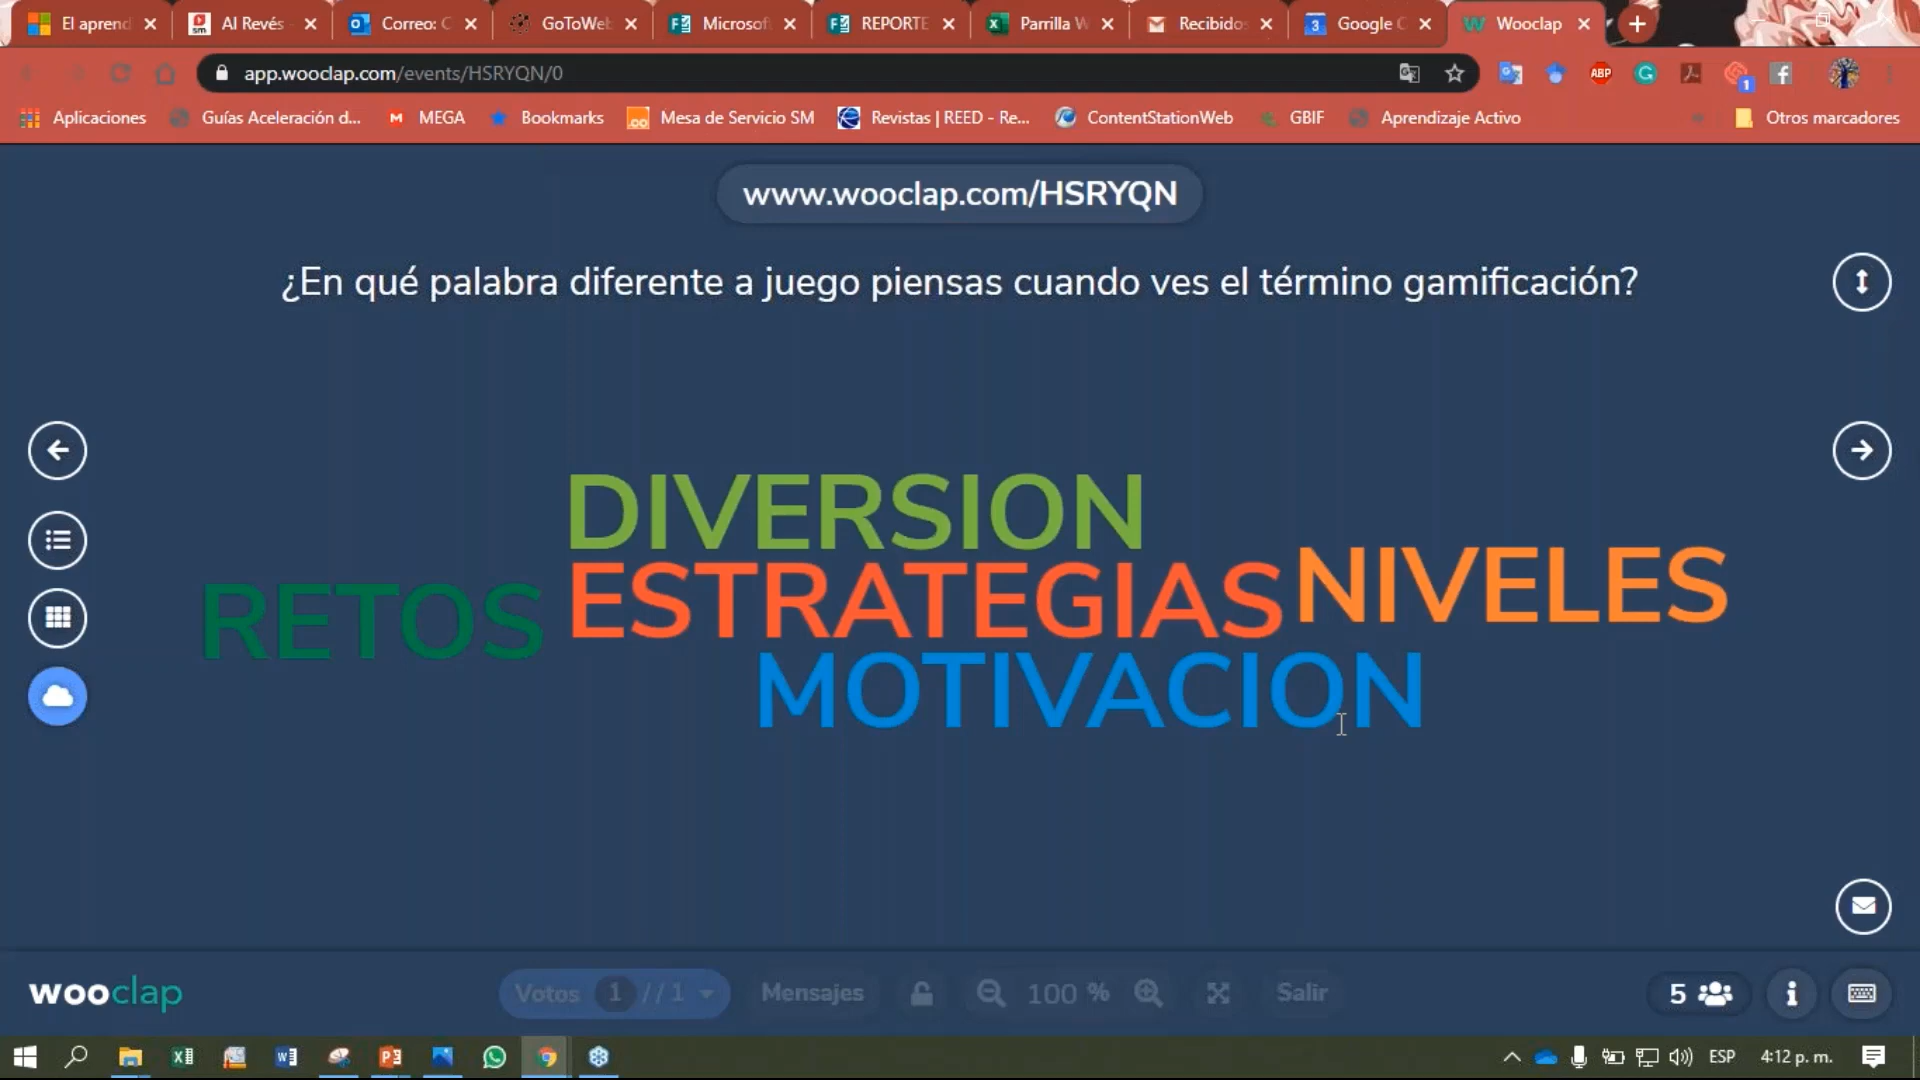 El aprend
Al Revés
Correo: C
GoToWeb
Microsof
REPORTE
Parrilla W
Recibidos
Google C
Wooclap
app.wooclap.com/events/HSRYQN/0
ABP
1
Aplicaciones
Guías Aceleración d...
MEGA
Bookmarks
Mesa de Servicio SM
Revistas | REED - Re...
ContentStationWeb
GBIF
Aprendizaje Activo
Otros marcadores
www.wooclap.com/HSRYQN
¿En qué palabra diferente a juego piensas cuando ves el término gamificación?
DIVERSION
RETOS
ESTRATEGIAS
NIVELES
MOTIVACION
wooclap
Votos 1 // 1
Mensajes
100 %
Salir
5
ESP
4:12 p. m.